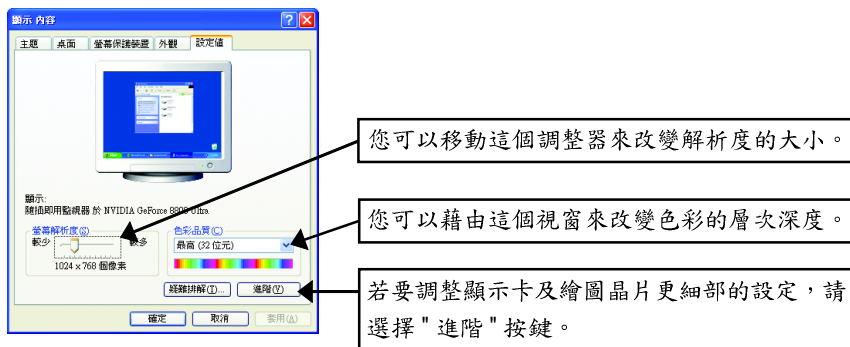 顯示 內容
主題 桌面 螢幕保護裝置 外觀 設定值
您可以移動這個調整器來改變解析度的大小。
顯示:
隨插即用監視器 於 NVIDIA GeForce 8800 Ultra
您可以藉由這個視窗來改變色彩的層次深度。
螢幕解析度(S)
較少 較多
1024 x 768 個像素
色彩品質(C)
最高 (32 位元)
疑難排解(T)... 進階(V)
若要調整顯示卡及繪圖晶片更細部的設定，請
選擇"進階"按鍵。
確定 取消 套用(A)